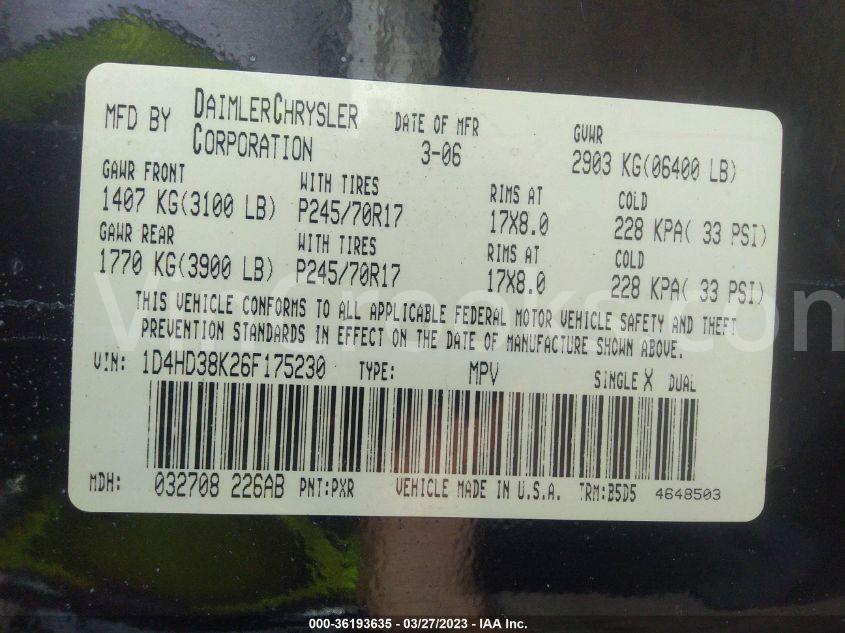 MFD BY DAIMLERCHRYSLER CORPORATION
DATE OF MFR 3-06
GVWR 2903 KG(06400 LB)
GAWR FRONT WITH TIRES RIMS AT COLD
1407 KG(3100 LB) P245/70R17 17X8.0 228 KPA( 33 PSI)
GAWR REAR WITH TIRES RIMS AT COLD
1770 KG(3900 LB) P245/70R17 17X8.0 228 KPA( 33 PSI)
THIS VEHICLE CONFORMS TO ALL APPLICABLE FEDERAL MOTOR VEHICLE SAFETY AND THEFT
PREVENTION STANDARDS IN EFFECT ON THE DATE OF MANUFACTURE SHOWN ABOVE.
VIN: 1D4HD38K26F175230 TYPE: MPV SINGLE X DUAL
MDH: 032708 226AB PNT:PXR VEHICLE MADE IN U.S.A. TRM:B5D5 4648503
000-36193635 - 03/27/2023 - IAA Inc.